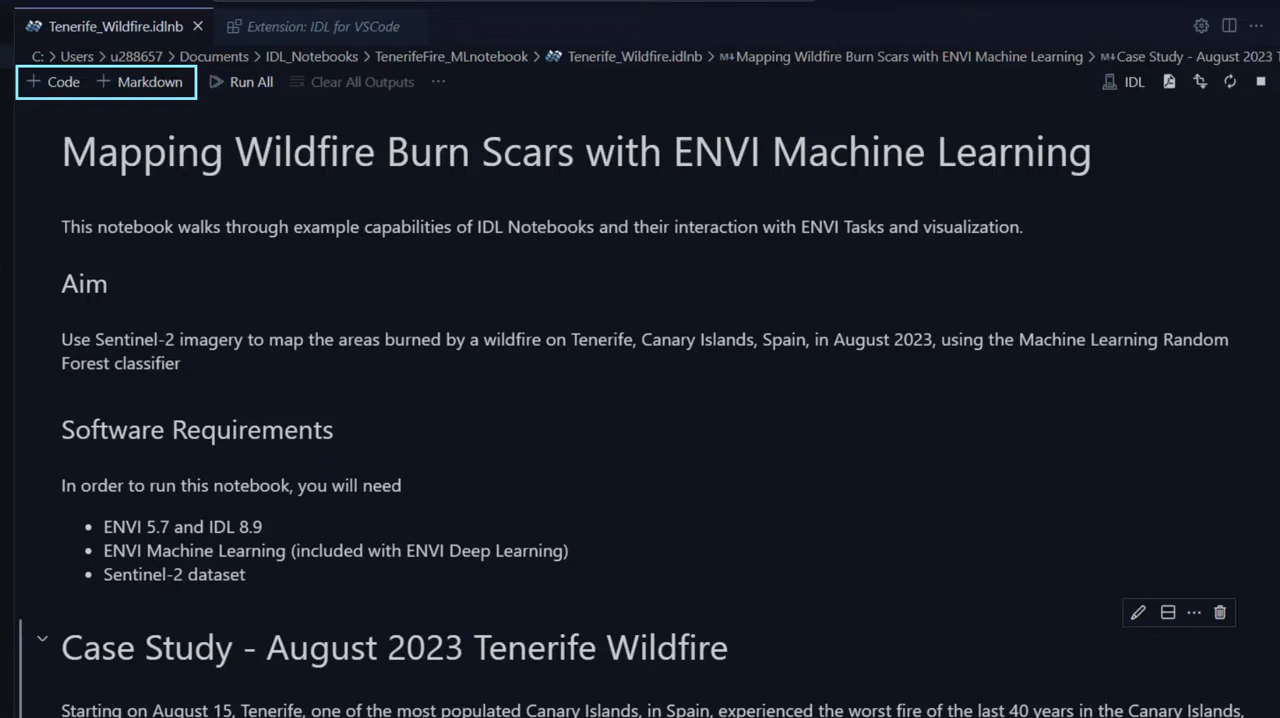 Tenerife_Wildfire.idlnb
Extension: IDL for VSCode
C: > Users > u288657 > Documents > IDL_Notebooks > TenerifeFire_MLnotebook > Tenerife_Wildfire.idlnb > M↓Mapping Wildfire Burn Scars with ENVI Machine Learning > M↓Case Study - August 2023 T
+ Code + Markdown Run All Clear All Outputs ... IDL
Mapping Wildfire Burn Scars with ENVI Machine Learning
This notebook walks through example capabilities of IDL Notebooks and their interaction with ENVI Tasks and visualization.
Aim
Use Sentinel-2 imagery to map the areas burned by a wildfire on Tenerife, Canary Islands, Spain, in August 2023, using the Machine Learning Random
Forest classifier
Software Requirements
In order to run this notebook, you will need
• ENVI 5.7 and IDL 8.9
• ENVI Machine Learning (included with ENVI Deep Learning)
• Sentinel-2 dataset
Case Study - August 2023 Tenerife Wildfire
Starting on August 15, Tenerife, one of the most populated Canary Islands, in Spain, experienced the worst fire of the last 40 years in the Canary Islands,